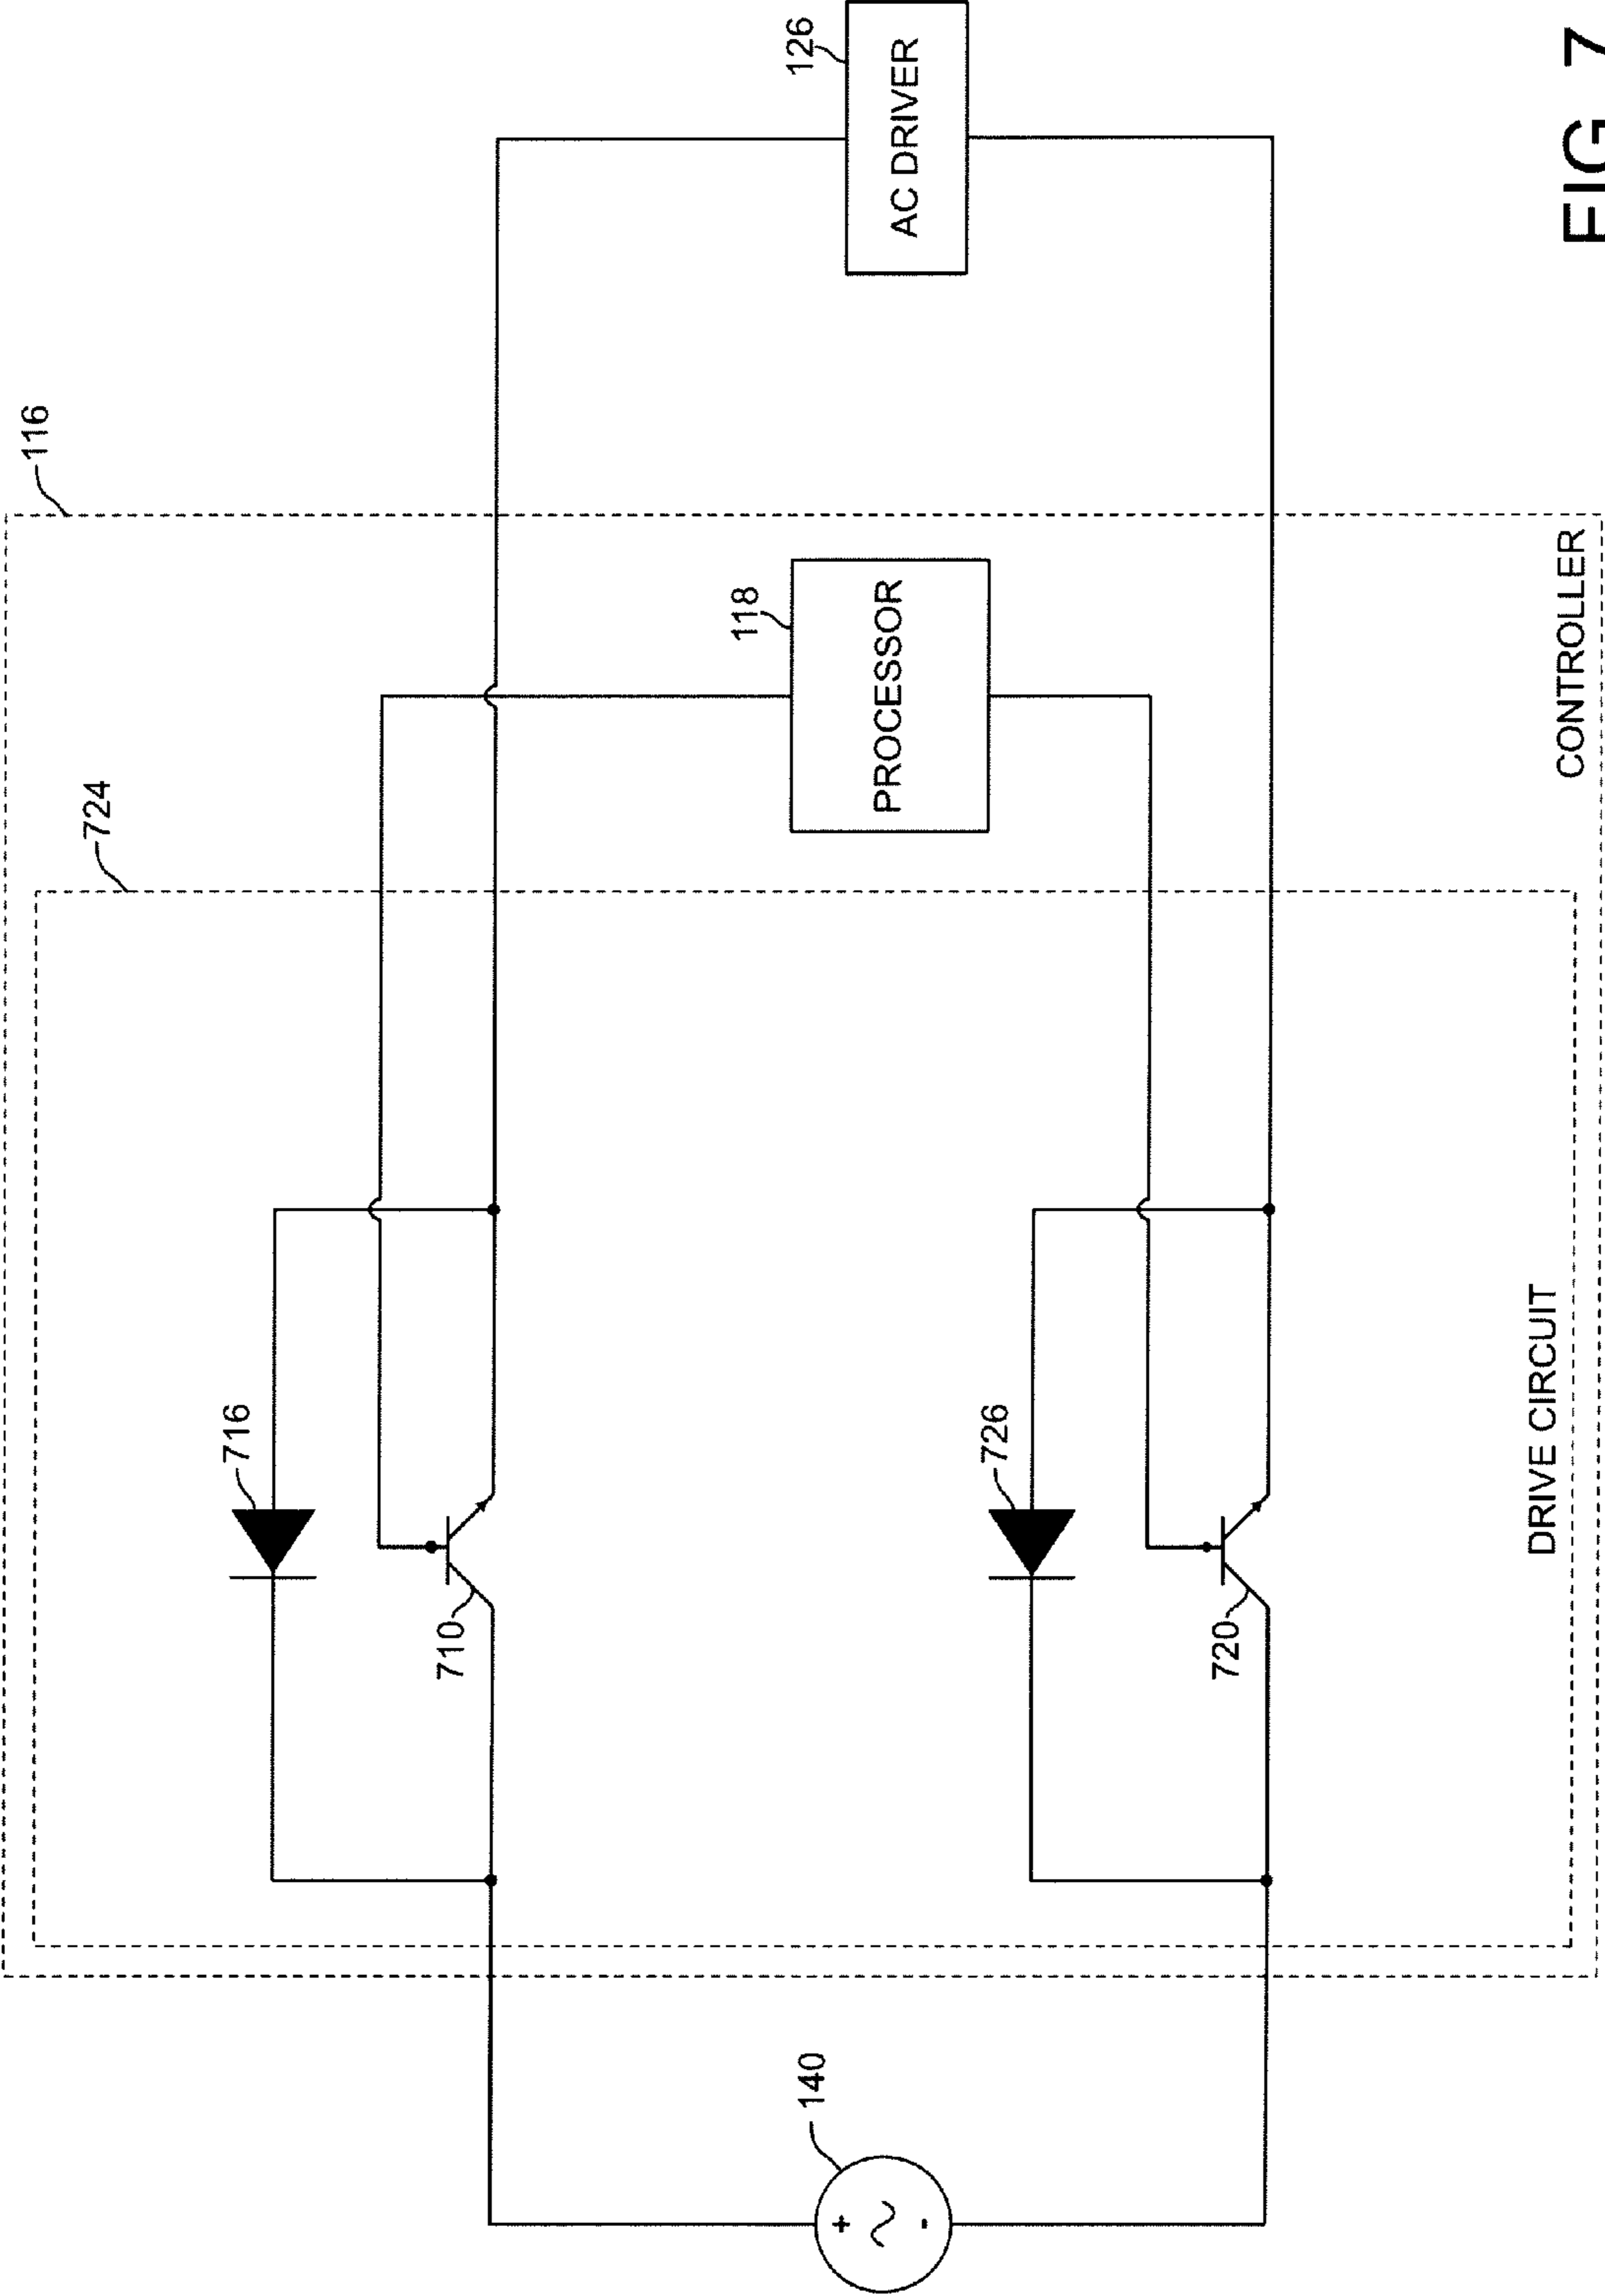 116
724
716
710
118
140
126
+
PROCESSOR
AC DRIVER
-
726
720
DRIVE CIRCUIT
CONTROLLER
FIG 7